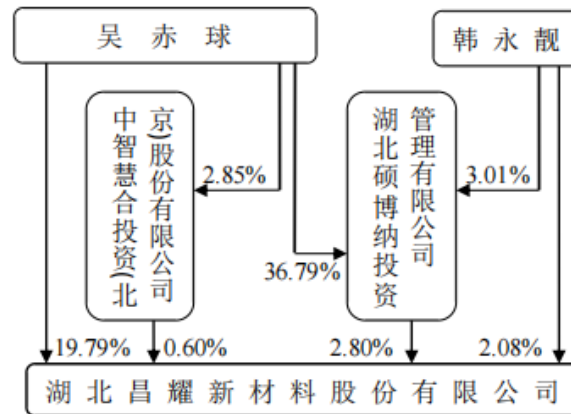 吴赤球
韩永靓
中智慧合投资(北
京)股份有限公司
2.85%
湖北硕博纳投资
管理有限公司
3.01%
36.79%
19.79%
0.60%
2.80%
2.08%
湖北昌耀新材料股份有限公司